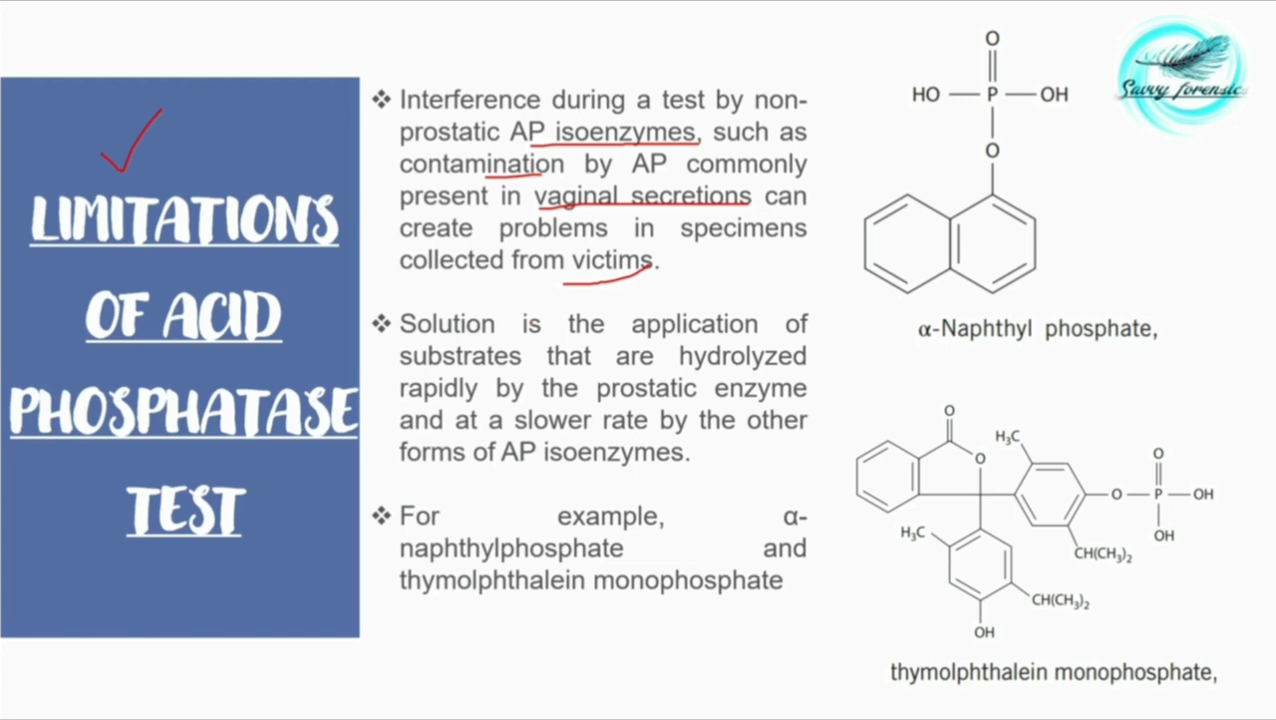 LIMITATIONS
OF ACID
PHOSPHATASE
TEST
❖ Interference during a test by non-
prostatic AP isoenzymes, such as
contamination by AP commonly
present in vaginal secretions can
create problems in specimens
collected from victims.
❖ Solution is the application of
substrates that are hydrolyzed
rapidly by the prostatic enzyme
and at a slower rate by the other
forms of AP isoenzymes.
❖ For example, α-
naphthylphosphate and
thymolphthalein monophosphate
Savvy forensics
O
HO P OH
O
α-Naphthyl phosphate,
O
H₃C
O
O
O P OH
OH
CH(CH₃)₂
H₃C
CH(CH₃)₂
OH
thymolphthalein monophosphate,